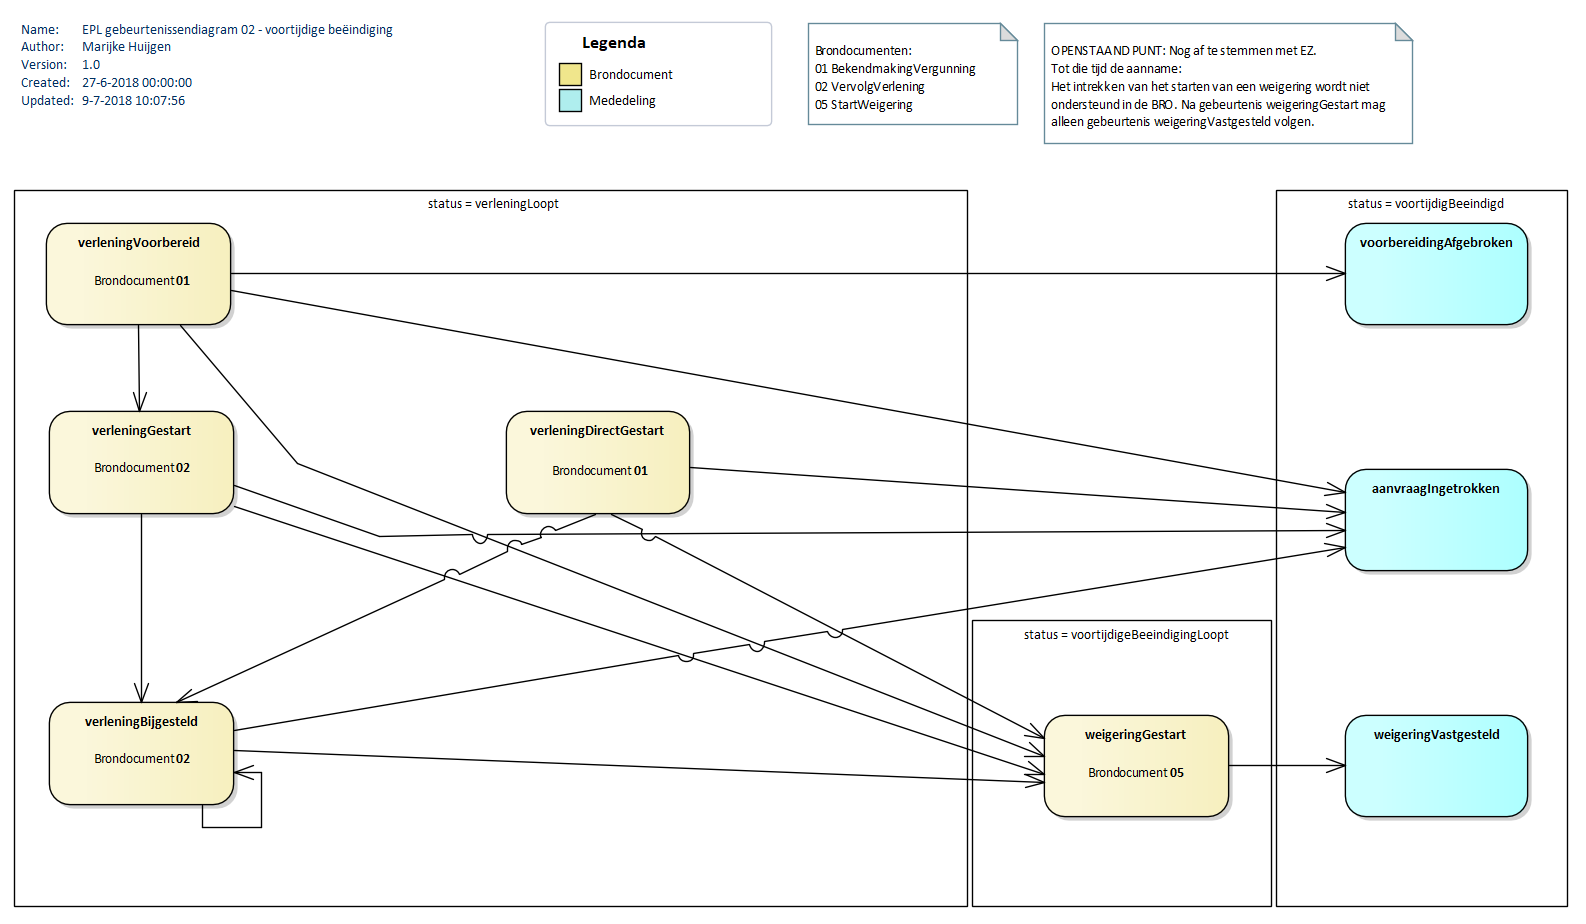 Name: EPL gebeurtenissendiagram 02 - voortijdige beëindiging
Author: Marijke Huijgen
Version: 1.0
Created: 27-6-2018 00:00:00
Updated: 9-7-2018 10:07:56
Legenda
Brondocument
Mededeling
Brondocumenten:
01 BekendmakingVergunning
02 VervolgVerlening
05 StartWeigering
OPENSTAAND PUNT: Nog af te stemmen met EZ.
Tot die tijd de aanname:
Het intrekken van het starten van een weigering wordt niet
ondersteund in de BRO. Na gebeurtenis weigeringGestart mag
alleen gebeurtenis weigeringVastgesteld volgen.
status = verleningLoopt
status = voortijdigBeeindigd
verleningVoorbereid
Brondocument 01
voorbereidingAfgebroken
verleningGestart
Brondocument 02
verleningDirectGestart
Brondocument 01
aanvraagIngetrokken
status = voortijdigeBeeindigingLoopt
verleningBijgesteld
Brondocument 02
weigeringGestart
Brondocument 05
weigeringVastgesteld